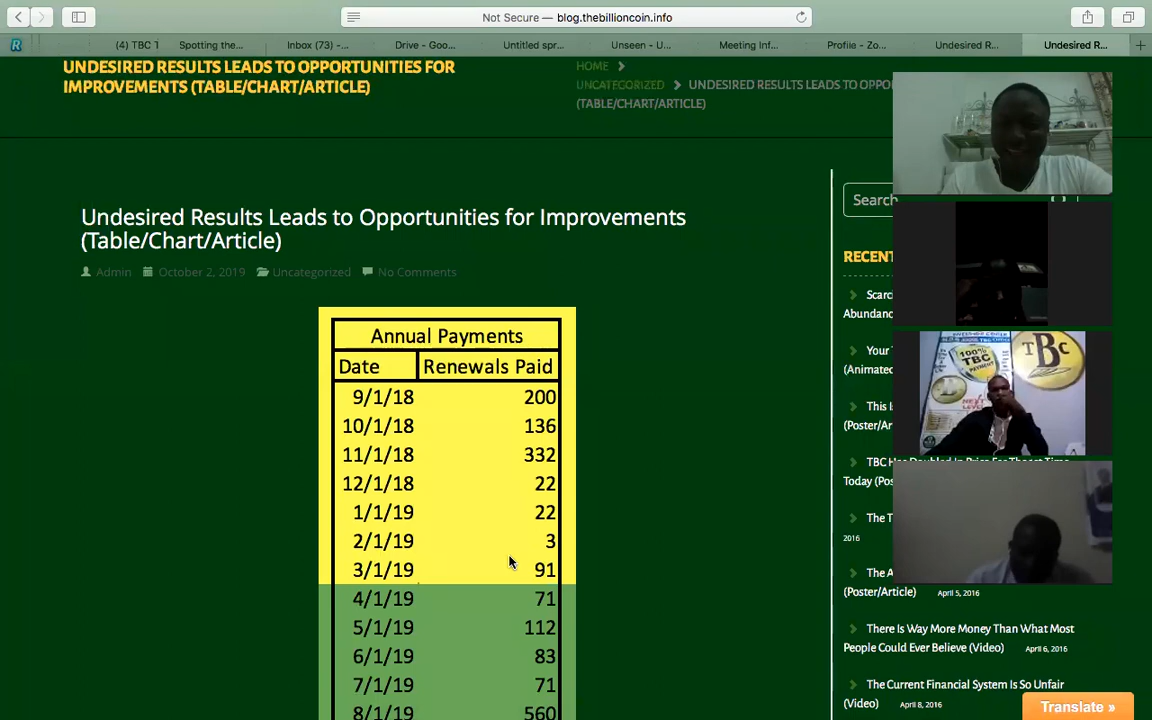 Not Secure — blog.thebillioncoin.info
(4) TBC T
Spotting the...
Inbox (73) –...
Drive - Goo...
Untitled spr...
Unseen - U...
Meeting Inf...
Profile - Zo...
Undesired R...
Undesired R...
UNDESIRED RESULTS LEADS TO OPPORTUNITIES FOR
IMPROVEMENTS (TABLE/CHART/ARTICLE)
HOME
UNCATEGORIZED
UNDESIRED RESULTS LEADS TO OPPO
(TABLE/CHART/ARTICLE)
Undesired Results Leads to Opportunities for Improvements
(Table/Chart/Article)
Admin October 2, 2019 Uncategorized No Comments
Annual Payments
Date Renewals Paid
9/1/18 200
10/1/18 136
11/1/18 332
12/1/18 22
1/1/19 22
2/1/19 3
3/1/19 91
4/1/19 71
5/1/19 112
6/1/19 83
7/1/19 71
8/1/19 560
Search
RECENT
Scarc
Abundanc
Your
(Animated
This I
(Poster/Ar
TBC Has Doubled In Price For The
Today (Pos
The T
2016
The A
(Poster/Article) April 5, 2016
There Is Way More Money Than What Most
People Could Ever Believe (Video) April 6, 2016
The Current Financial System Is So Unfair
(Video) April 8, 2016
100%
TBC
PAYMENT
TBC
NEXT
LEVEL
Translate »